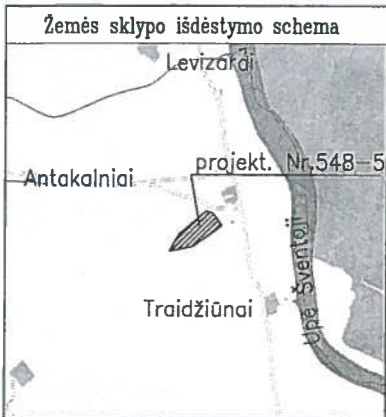 Žemės sklypo išdėstymo schema
Levizarai
projekt. Nr.548-5
Antakalniai
Traidžiūnai
Upė Šventoji